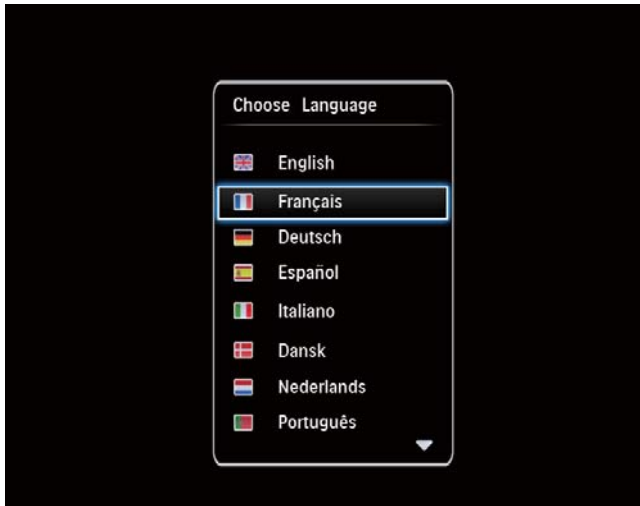 Choose Language
English
Français
Deutsch
Español
Italiano
Dansk
Nederlands
Português